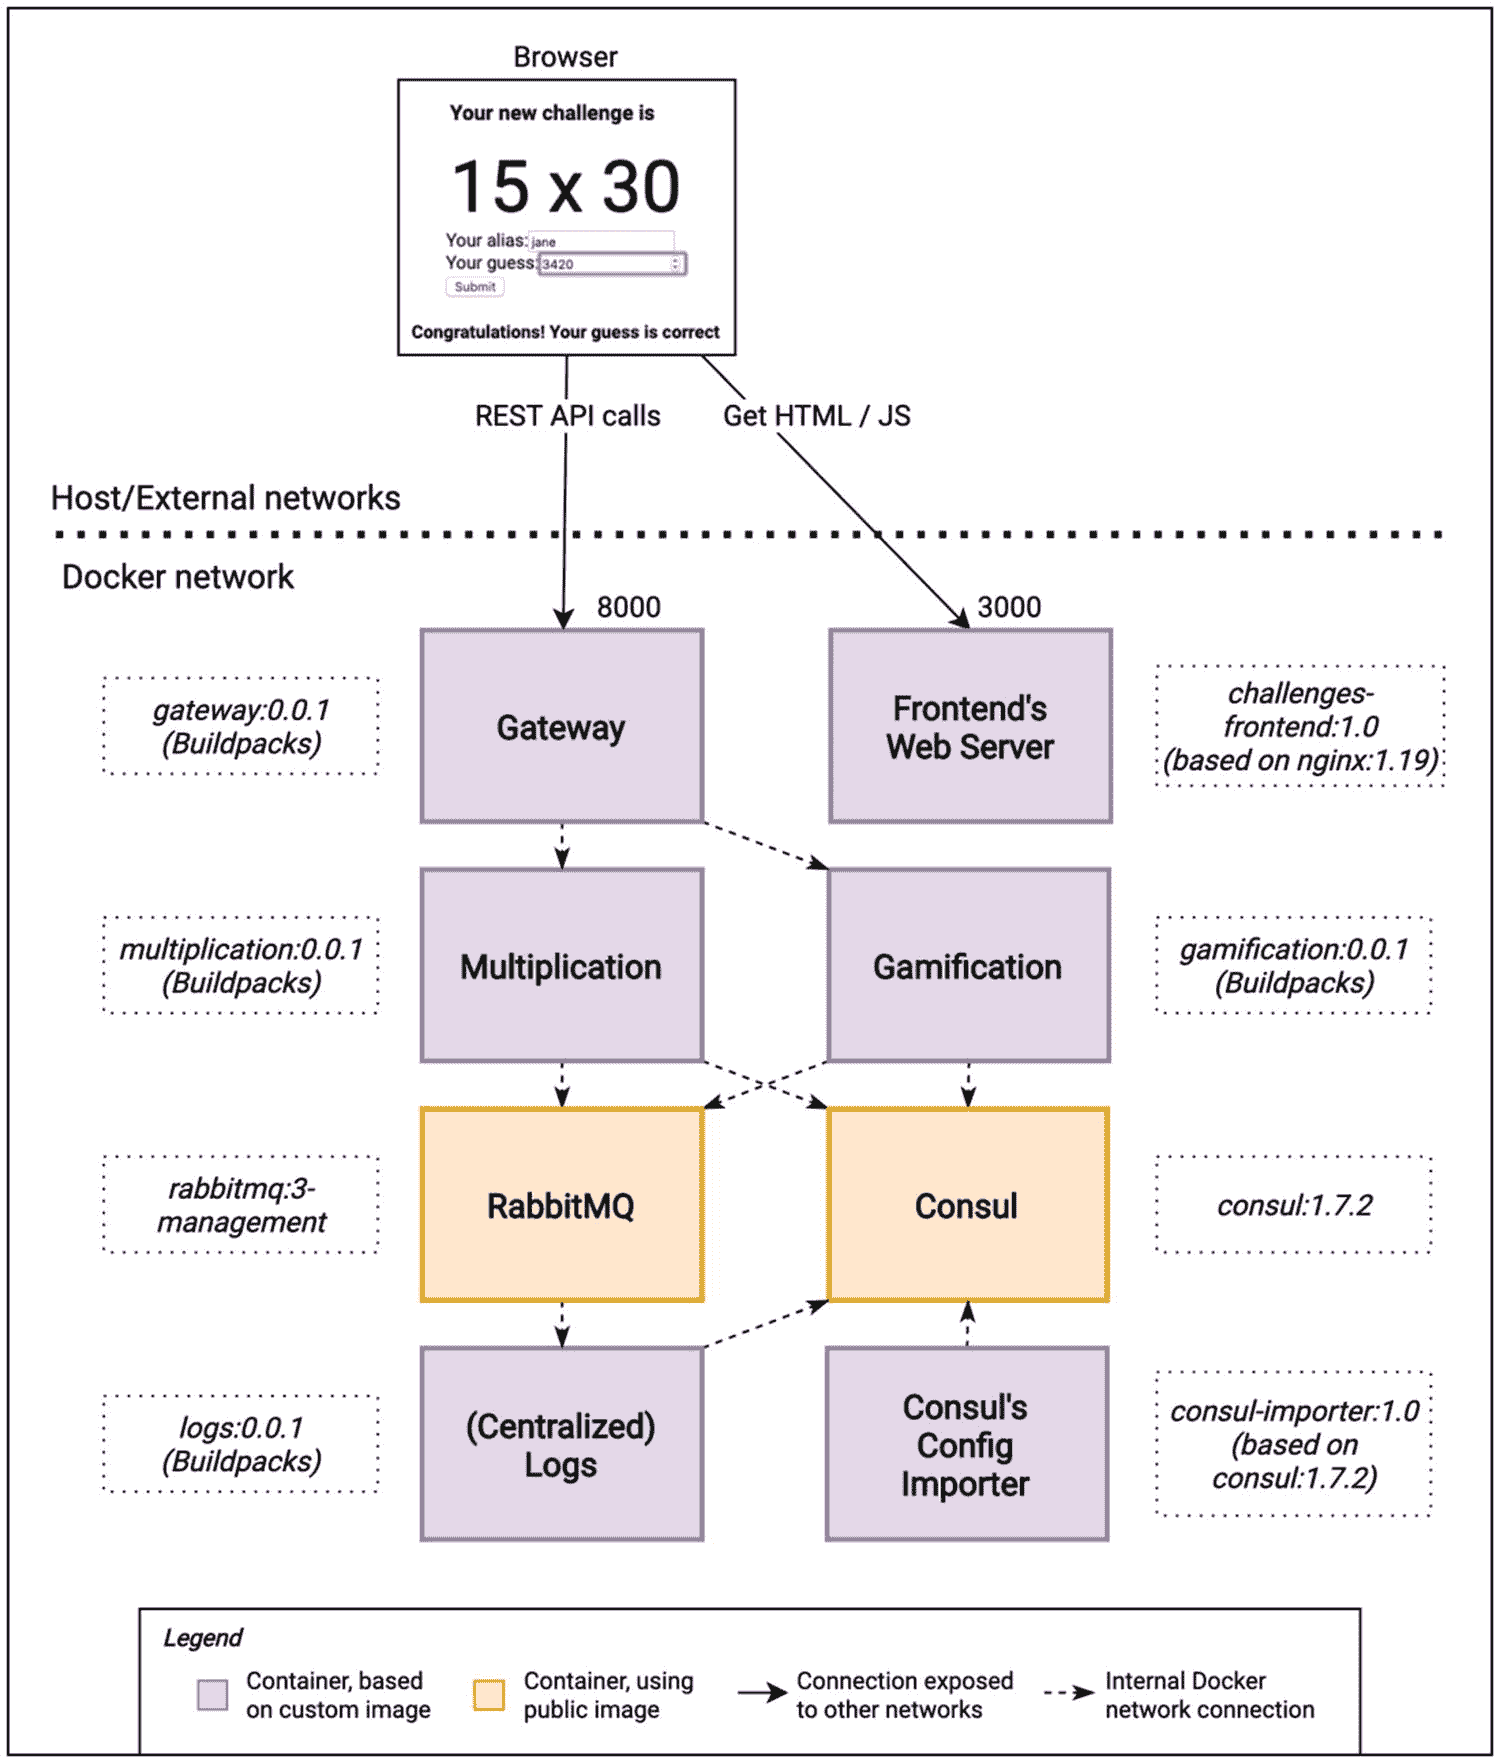 Browser
Your new challenge is
15 x 30
Your alias: jane
Your guess: 3420
Submit
Congratulations! Your guess is correct
REST API calls
Get HTML / JS
Host/External networks
Docker network
8000
3000
gateway:0.0.1
(Buildpacks)
Gateway
Frontend's
Web Server
challenges-
frontend:1.0
(based on nginx:1.19)
multiplication:0.0.1
(Buildpacks)
Multiplication
Gamification
gamification:0.0.1
(Buildpacks)
rabbitmq:3-
management
RabbitMQ
Consul
consul:1.7.2
logs:0.0.1
(Buildpacks)
(Centralized)
Logs
Consul's
Config
Importer
consul-importer:1.0
(based on
consul:1.7.2)
Legend
Container, based
on custom image
Container, using
public image
Connection exposed
to other networks
Internal Docker
network connection